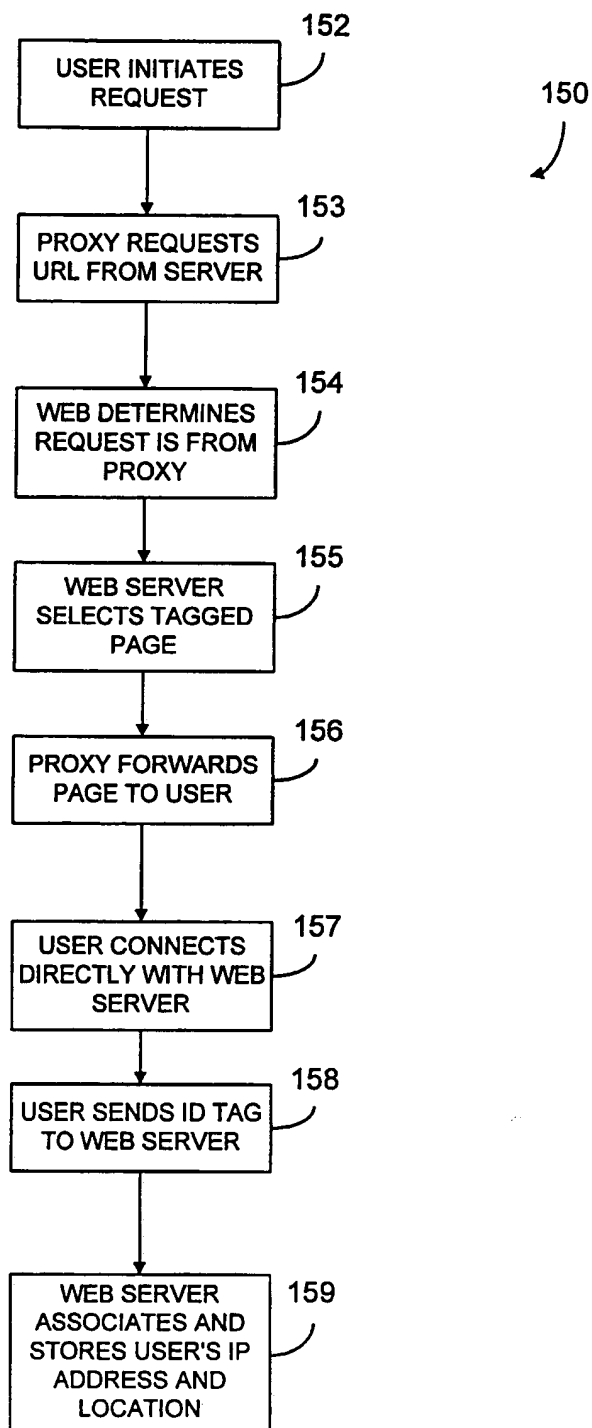 152
USER INITIATES
REQUEST
150
153
PROXY REQUESTS
URL FROM SERVER
154
WEB DETERMINES
REQUEST IS FROM
PROXY
155
WEB SERVER
SELECTS TAGGED
PAGE
156
PROXY FORWARDS
PAGE TO USER
157
USER CONNECTS
DIRECTLY WITH WEB
SERVER
158
USER SENDS ID TAG
TO WEB SERVER
159
WEB SERVER
ASSOCIATES AND
STORES USER'S IP
ADDRESS AND
LOCATION